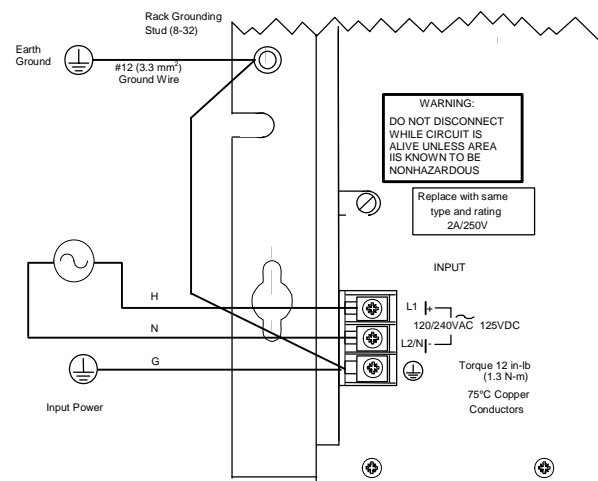 Rack Grounding
Stud (8-32)
Earth
Ground
#12 (3.3 mm²)
Ground Wire
WARNING:
DO NOT DISCONNECT
WHILE CIRCUIT IS
ALIVE UNLESS AREA
IIS KNOWN TO BE
NONHAZARDOUS
Replace with same
type and rating
2A/250V
INPUT
H
L1 +
120/240VAC 125VDC
N
L2/N -
G
Torque 12 in-lb
(1.3 N-m)
75°C Copper
Conductors
Input Power